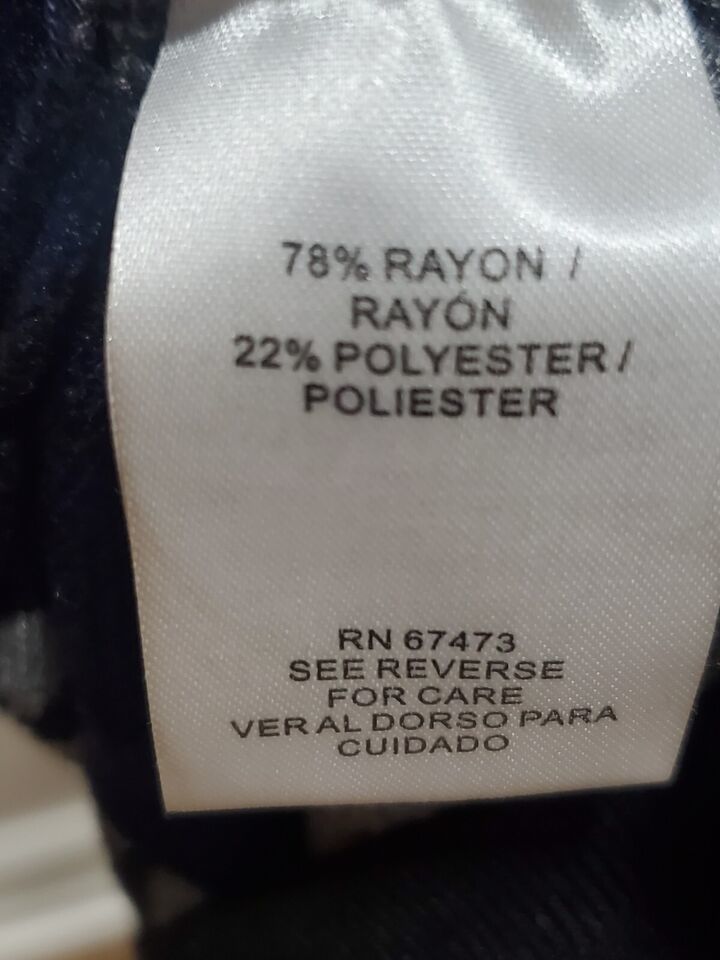 78% RAYON /
RAYÓN
22% POLYESTER /
POLIESTER
RN 67473
SEE REVERSE
FOR CARE
VER AL DORSO PARA
CUIDADO